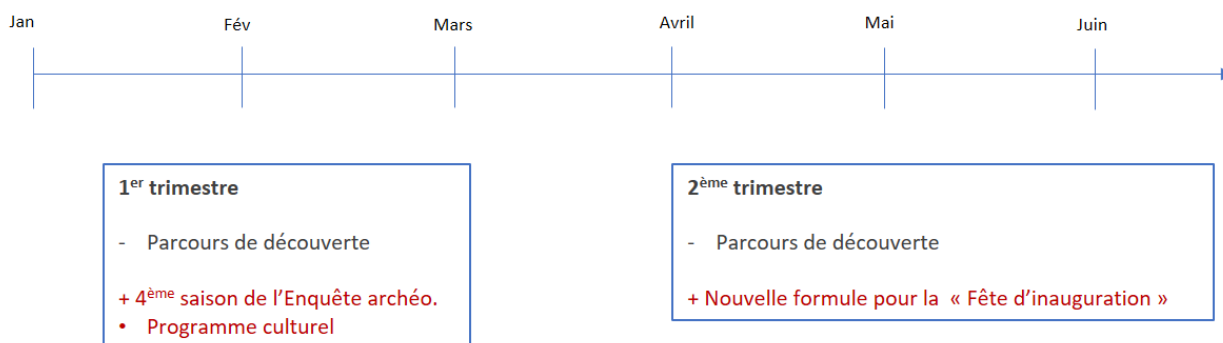 Jan Fév Mars Avril Mai Juin
1er trimestre
- Parcours de découverte
+ 4ème saison de l’Enquête archéo.
• Programme culturel
2ème trimestre
- Parcours de découverte
+ Nouvelle formule pour la « Fête d’inauguration »